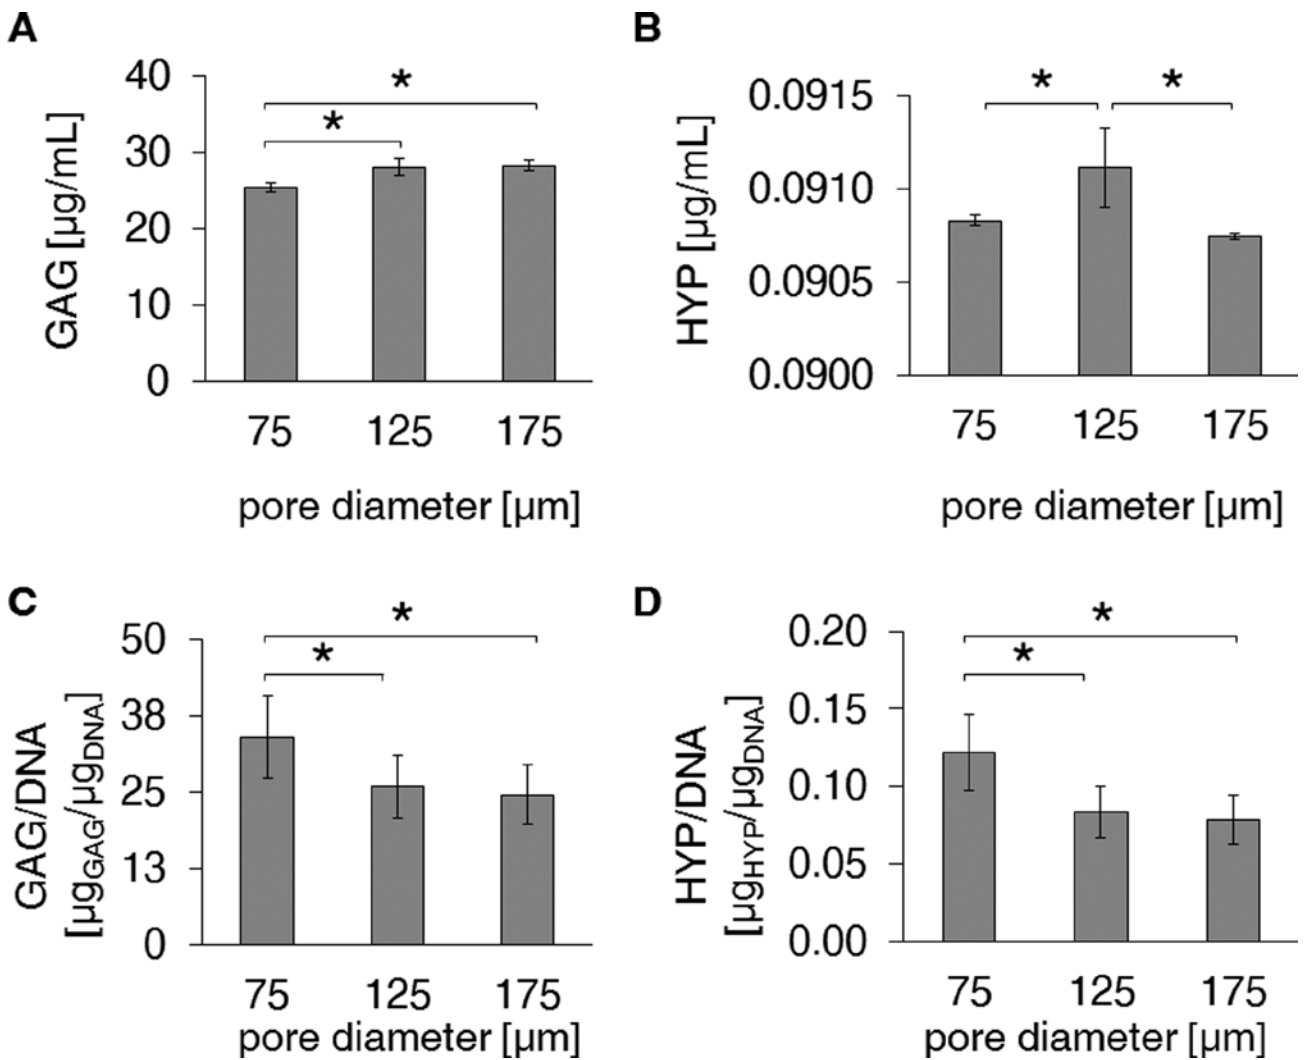 A
GAG [µg/mL]
40
30
20
10
0
*
*
75 125 175
pore diameter [µm]
B
HYP [µg/mL]
0.0915
0.0910
0.0905
0.0900
* *
75 125 175
pore diameter [µm]
C
GAG/DNA
[µgGAG/µgDNA]
50
38
25
13
0
*
*
75 125 175
pore diameter [µm]
D
HYP/DNA
[µgHYP/µgDNA]
0.20
0.15
0.10
0.05
0.00
*
*
75 125 175
pore diameter [µm]